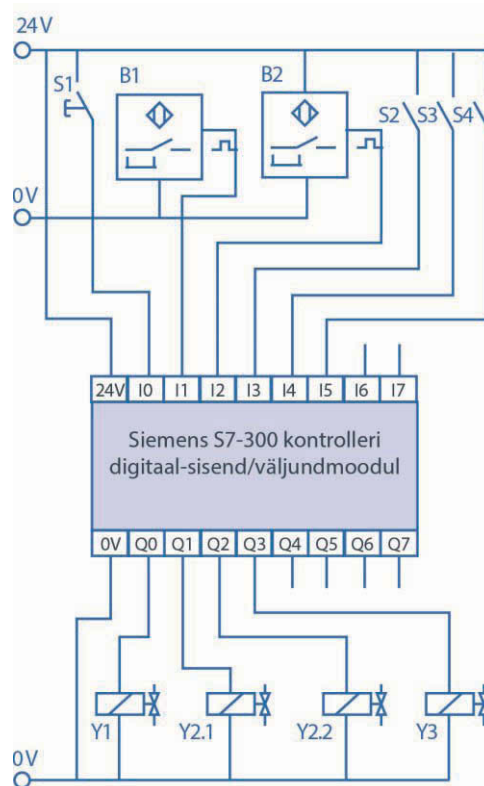 24V
S1
B1
B2
S2
S3
S4
0V
24V I0 I1 I2 I3 I4 I5 I6 I7
Siemens S7-300 kontrolleri
digitaal-sisend/väljundmoodul
0V Q0 Q1 Q2 Q3 Q4 Q5 Q6 Q7
Y1
Y2.1
Y2.2
Y3
0V